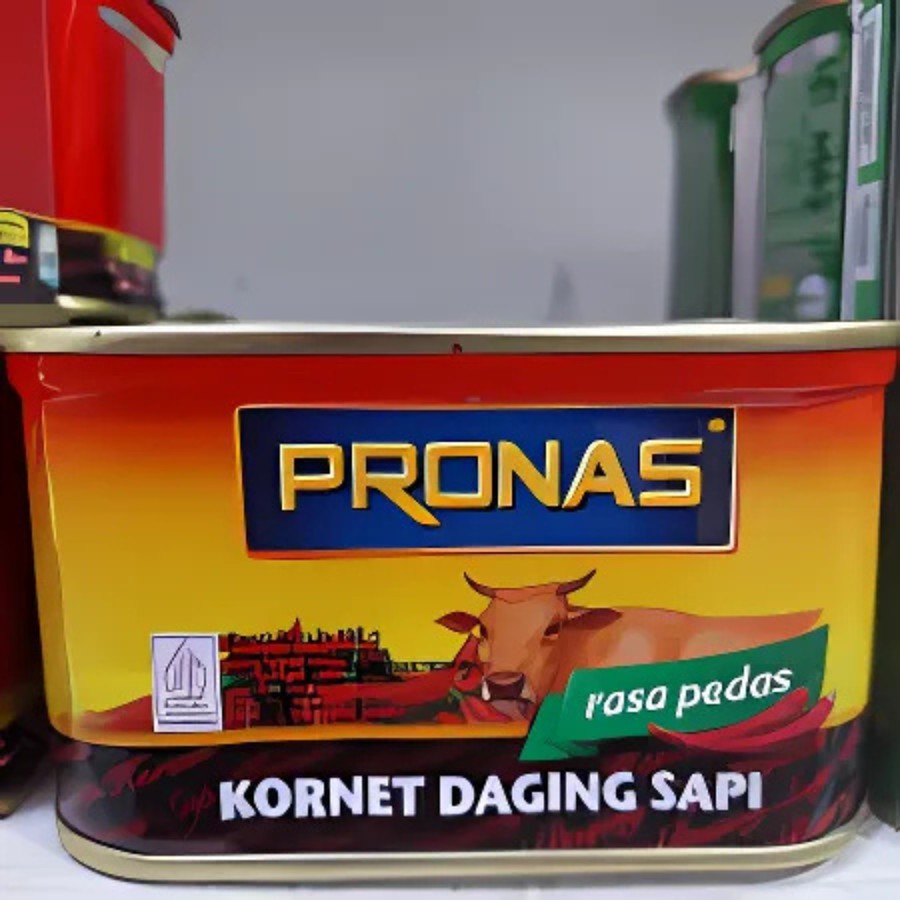 PRONAS
rasa pedas
KORNET DAGING SAPI